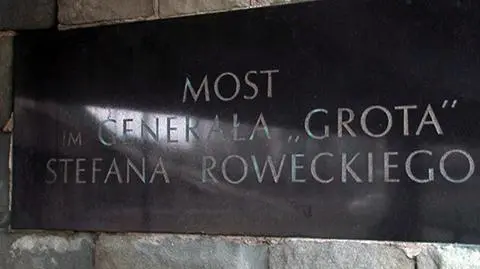 MOST
IM GENERAŁA „GROTA”
STEFANA ROWECKIEGO